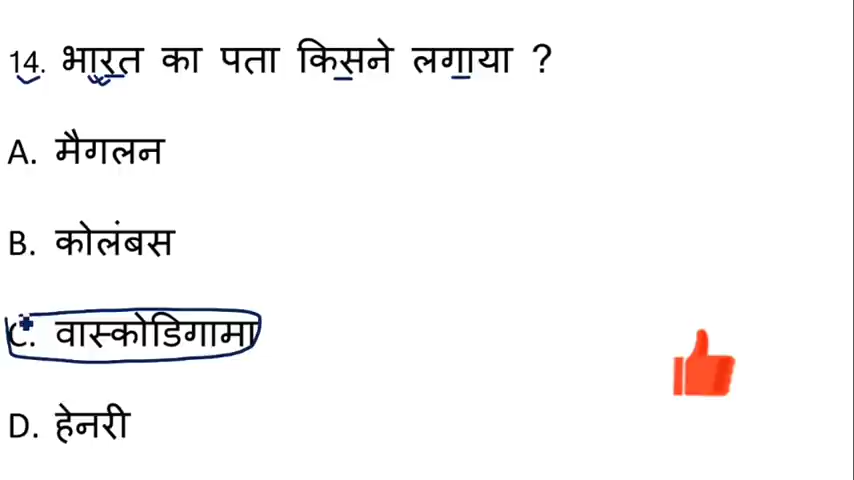 14. भारत का पता किसने लगाया ?
A. मैगलन
B. कोलंबस
C. वास्कोडिगामा
D. हेनरी